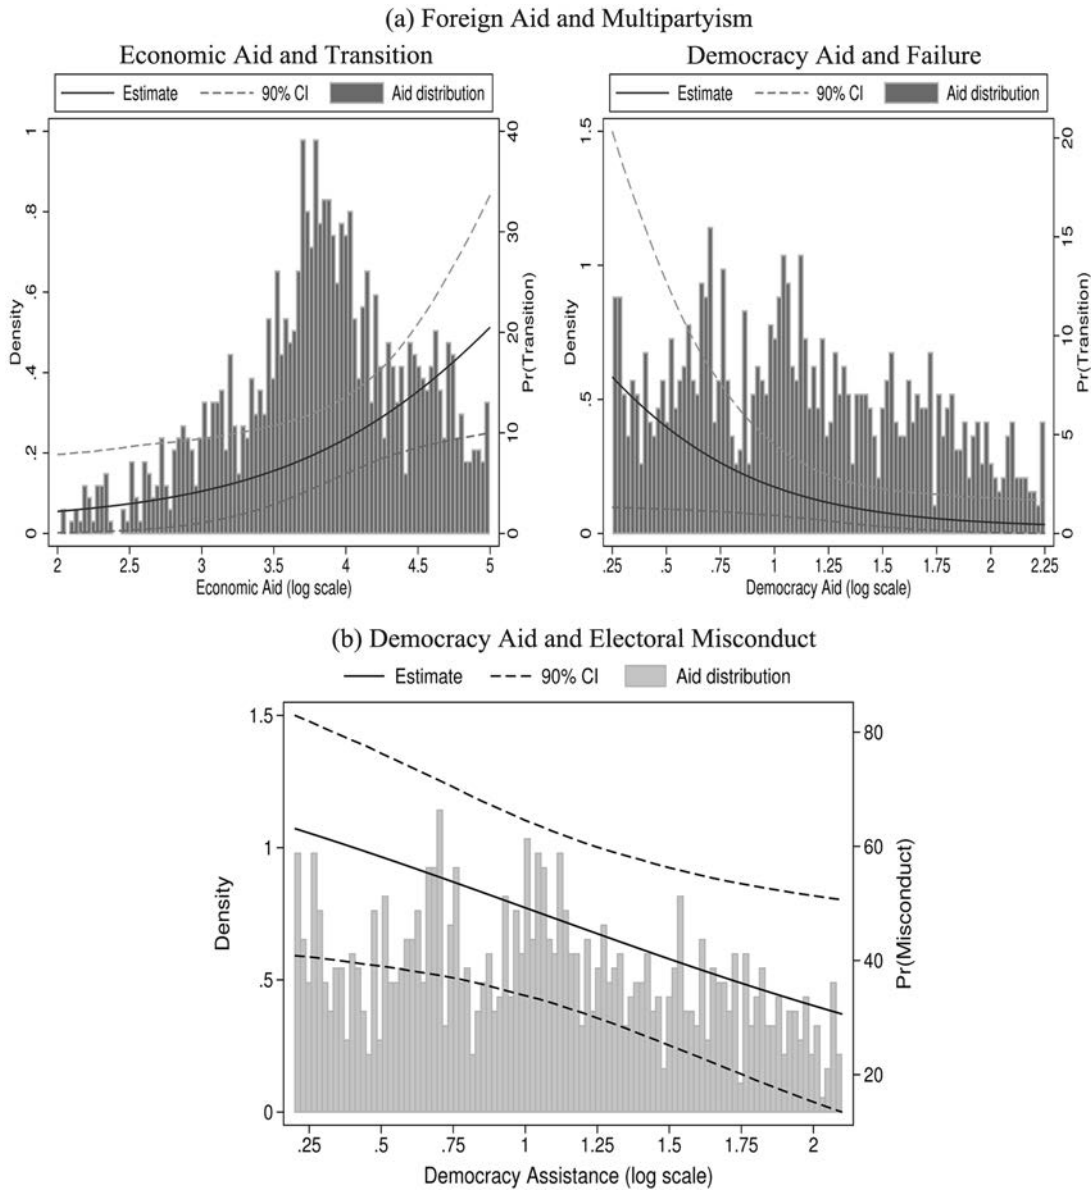 (a) Foreign Aid and Multipartyism
Economic Aid and Transition
Estimate 90% CI Aid distribution
Density
0 .2 .4 .6 .8 1
Pr(Transition)
0 10 20 30 40
2 2.5 3 3.5 4 4.5 5
Economic Aid (log scale)
Democracy Aid and Failure
Estimate 90% CI Aid distribution
Density
0 .5 1 1.5
Pr(Transition)
0 5 10 15 20
.25 .5 .75 1 1.25 1.5 1.75 2 2.25
Democracy Aid (log scale)
(b) Democracy Aid and Electoral Misconduct
Estimate 90% CI Aid distribution
Density
0 .5 1 1.5
Pr(Misconduct)
20 40 60 80
.25 .5 .75 1 1.25 1.5 1.75 2
Democracy Assistance (log scale)